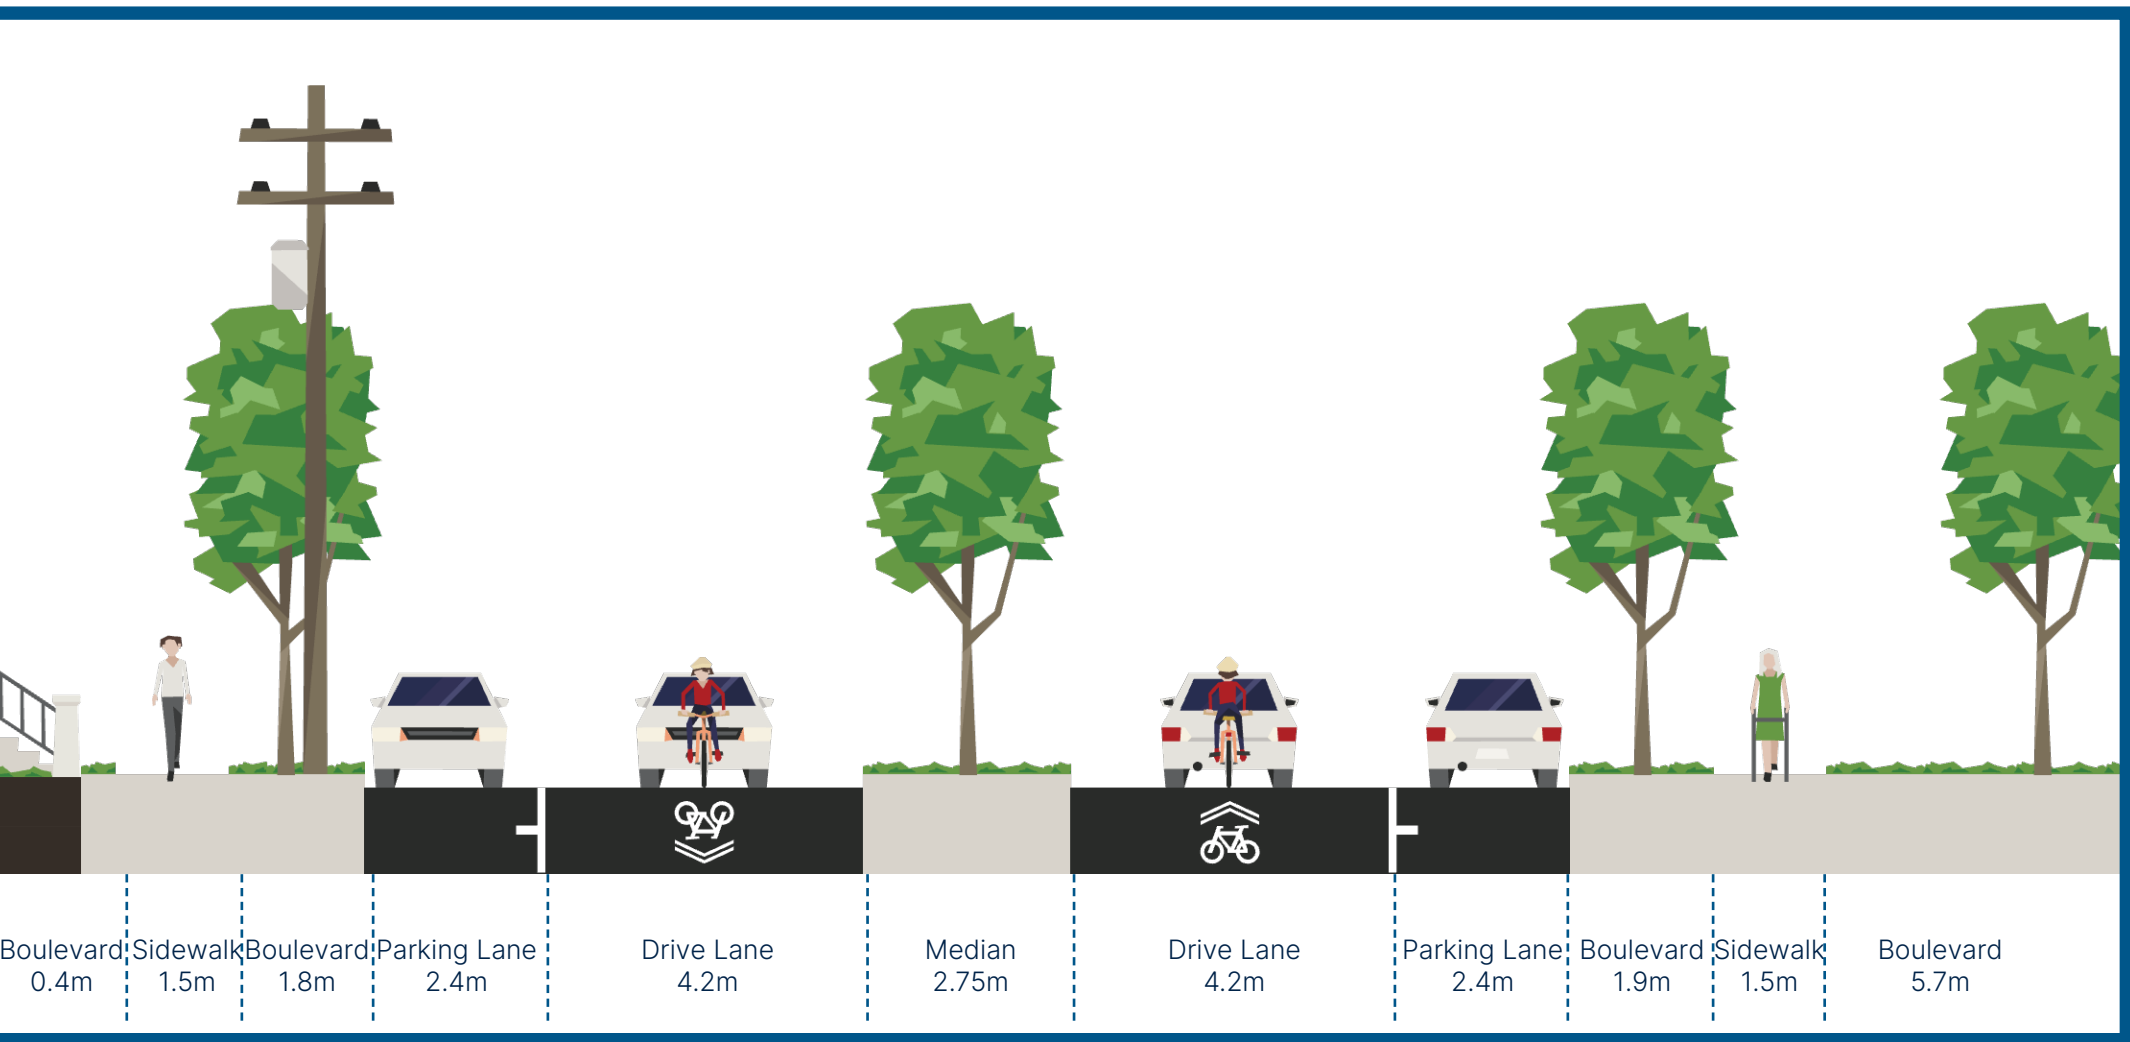 Boulevard
0.4m
Sidewalk
1.5m
Boulevard
1.8m
Parking Lane
2.4m
Drive Lane
4.2m
Median
2.75m
Drive Lane
4.2m
Parking Lane
2.4m
Boulevard
1.9m
Sidewalk
1.5m
Boulevard
5.7m